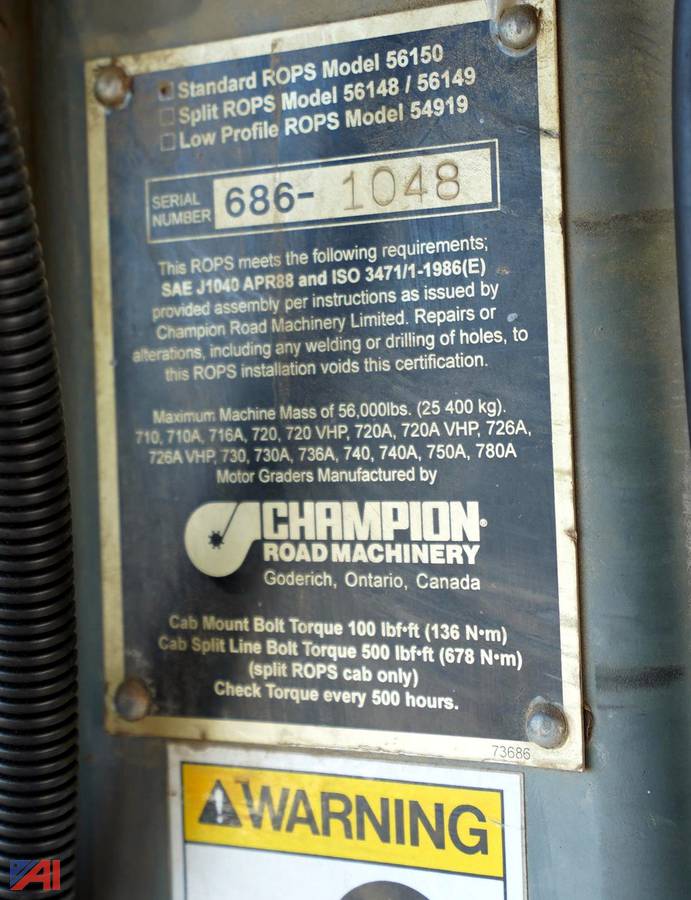 Standard ROPS Model 56150
Split ROPS Model 56148 / 56149
Low Profile ROPS Model 54919
SERIAL NUMBER 686- 1048
This ROPS meets the following requirements;
SAE J1040 APR88 and ISO 3471/1-1986(E)
provided assembly per instructions as issued by
Champion Road Machinery Limited. Repairs or
alterations, including any welding or drilling of holes, to
this ROPS installation voids this certification.
Maximum Machine Mass of 56,000lbs. (25 400 kg).
710, 710A, 716A, 720, 720 VHP, 720A, 720A VHP, 726A,
726A VHP, 730, 730A, 736A, 740, 740A, 750A, 780A
Motor Graders Manufactured by
CHAMPION®
ROAD MACHINERY
Goderich, Ontario, Canada
Cab Mount Bolt Torque 100 lbf•ft (136 N•m)
Cab Split Line Bolt Torque 500 lbf•ft (678 N•m)
(split ROPS cab only)
Check Torque every 500 hours.
73686
WARNING
AI